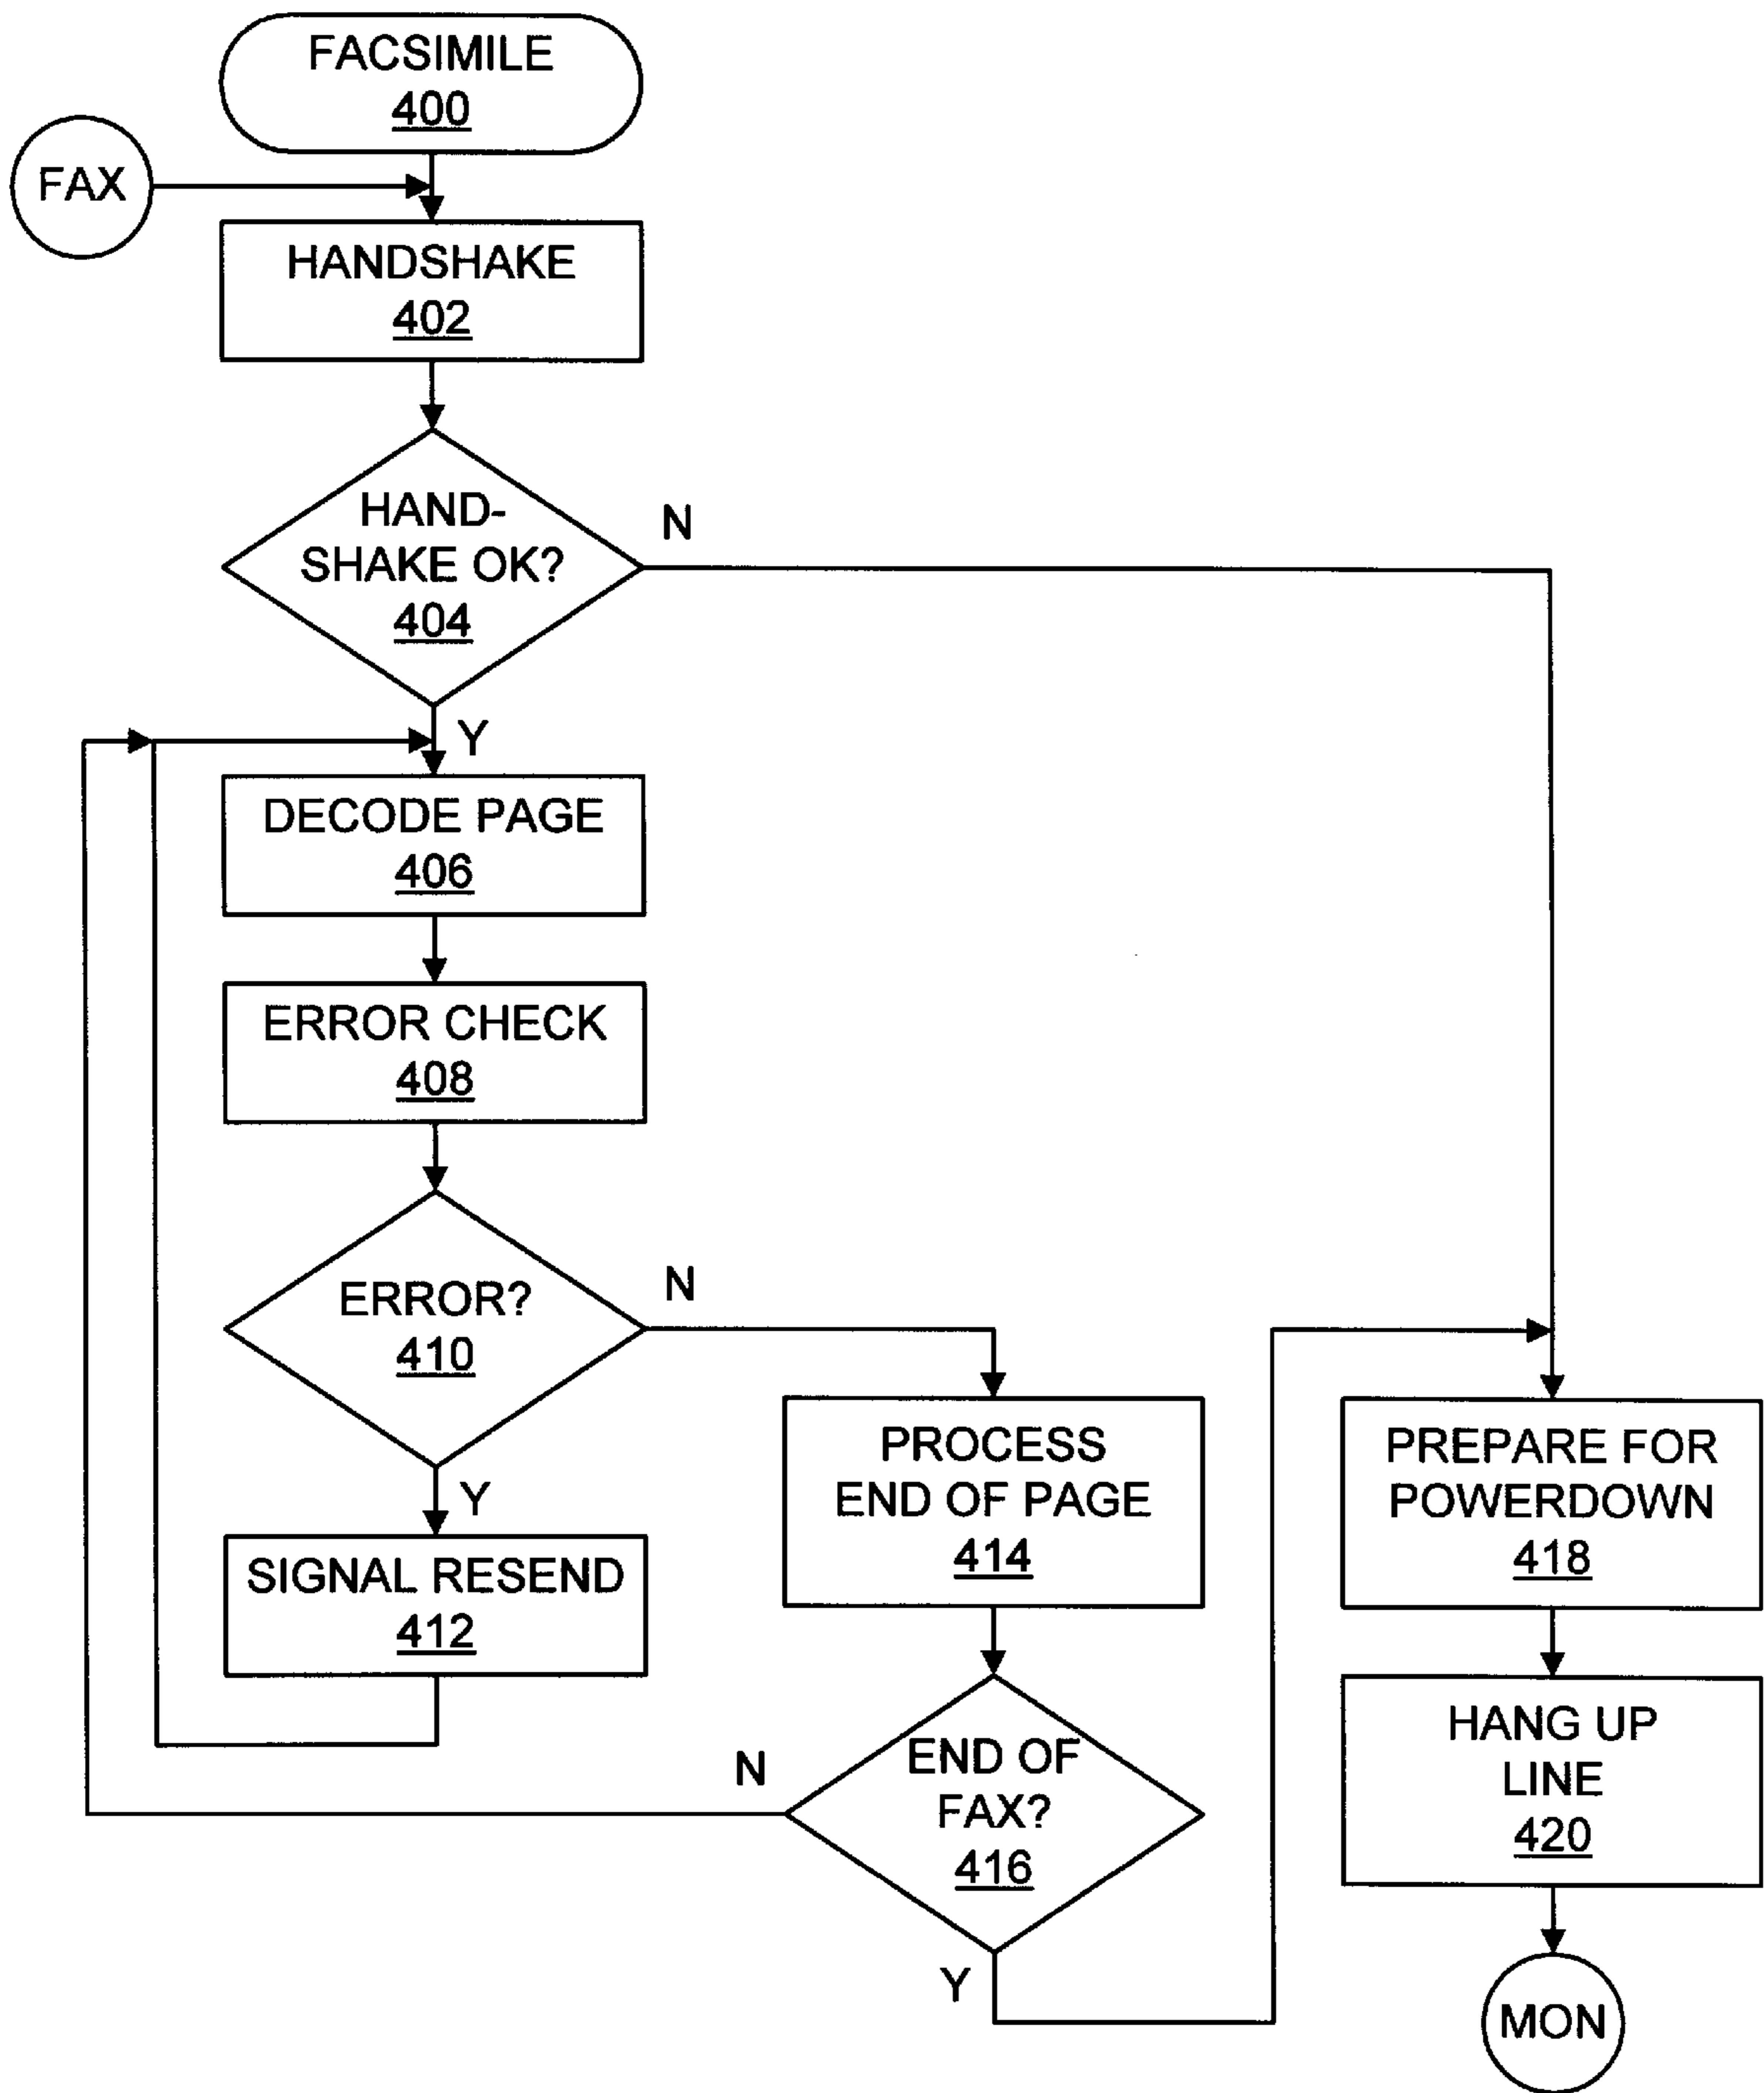 FACSIMILE
400
FAX
HANDSHAKE
402
HAND-
SHAKE OK?
404
N
Y
DECODE PAGE
406
ERROR CHECK
408
ERROR?
410
N
Y
SIGNAL RESEND
412
PROCESS
END OF PAGE
414
END OF
FAX?
416
N
Y
PREPARE FOR
POWERDOWN
418
HANG UP
LINE
420
MON